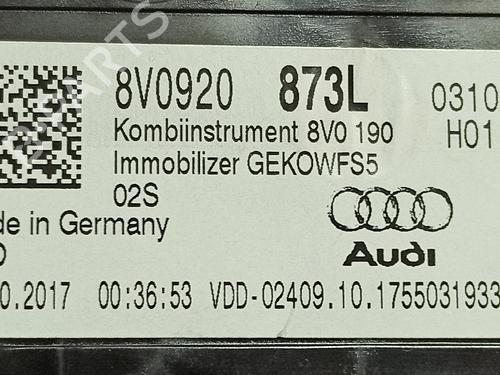 8V0920 873L 0310
Kombiinstrument 8V0 190 H01
Immobilizer GEKOWFS5
02S
de in Germany
Audi
0.2017 00:36:53 VDD-02409.10.1755031933
PARTS